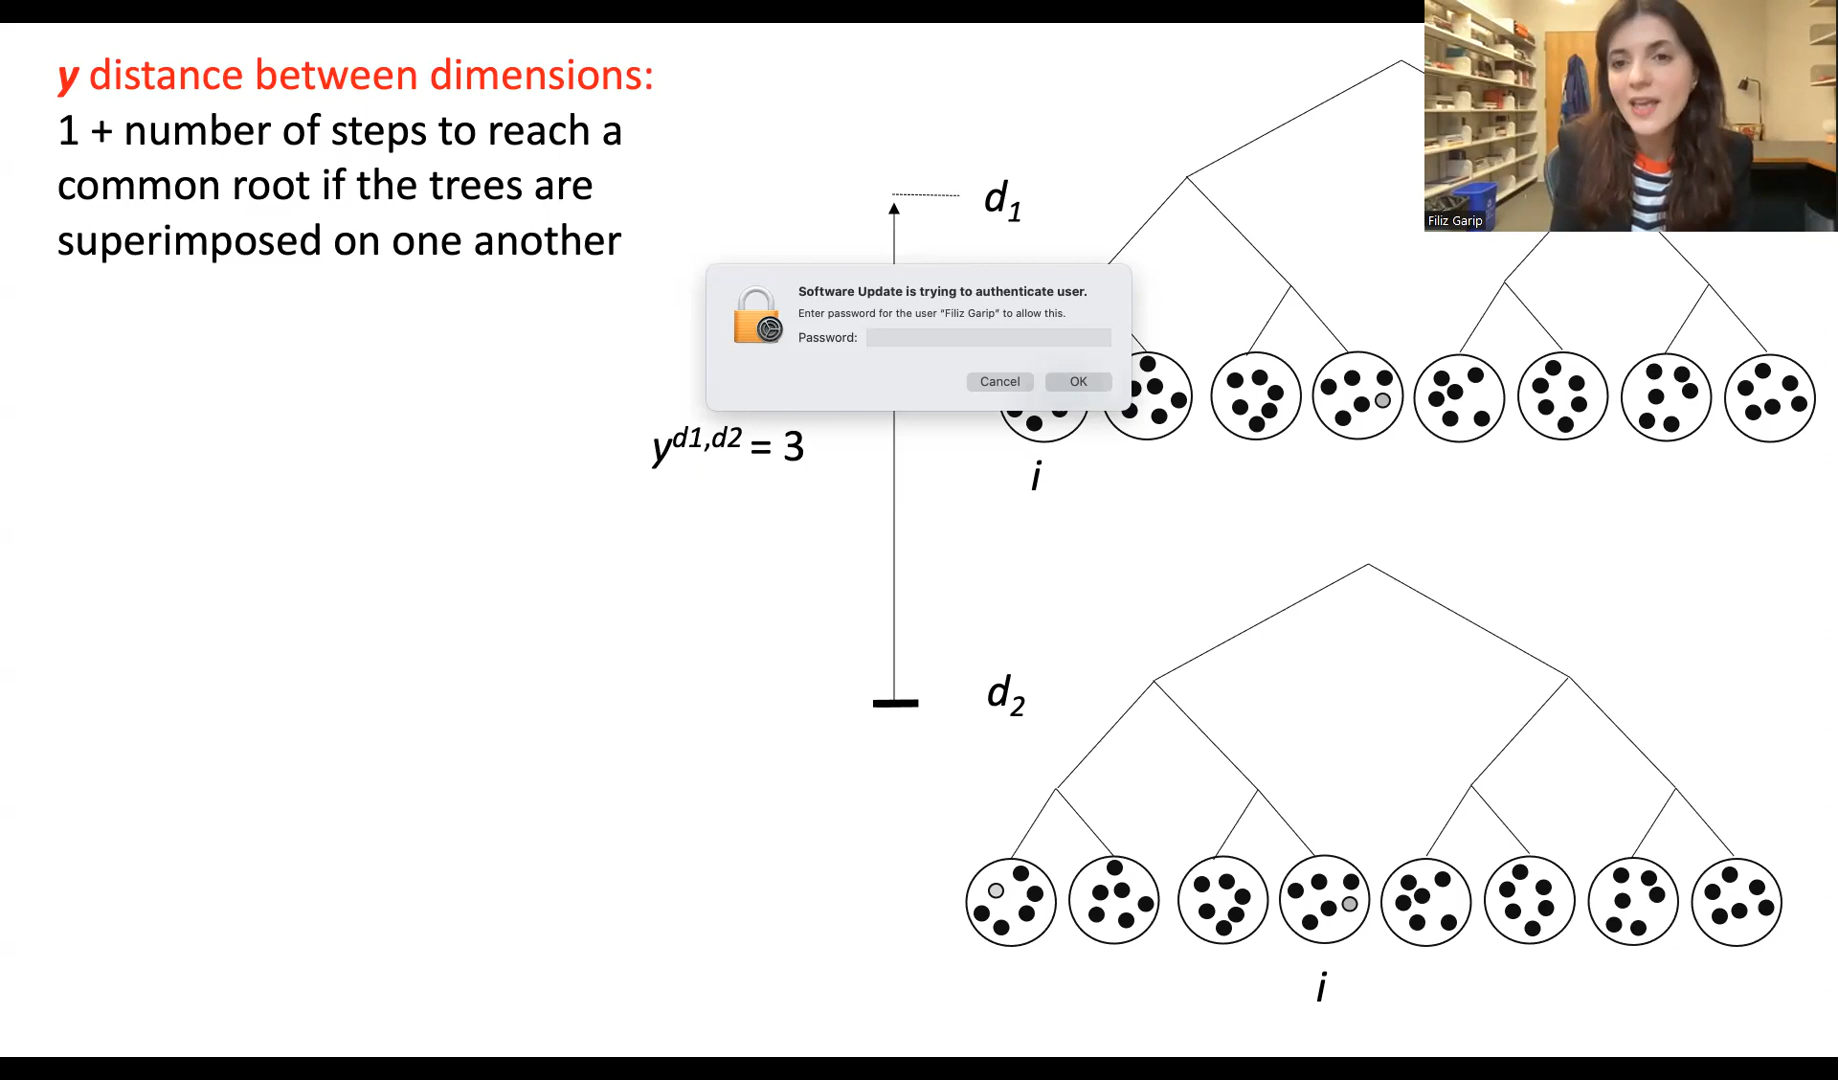 y distance between dimensions:
1 + number of steps to reach a
common root if the trees are
superimposed on one another
d1
Filiz Garip
Software Update is trying to authenticate user.
Enter password for the user “Filiz Garip” to allow this.
Password:
Cancel OK
y^d1,d2 = 3
i
d2
i